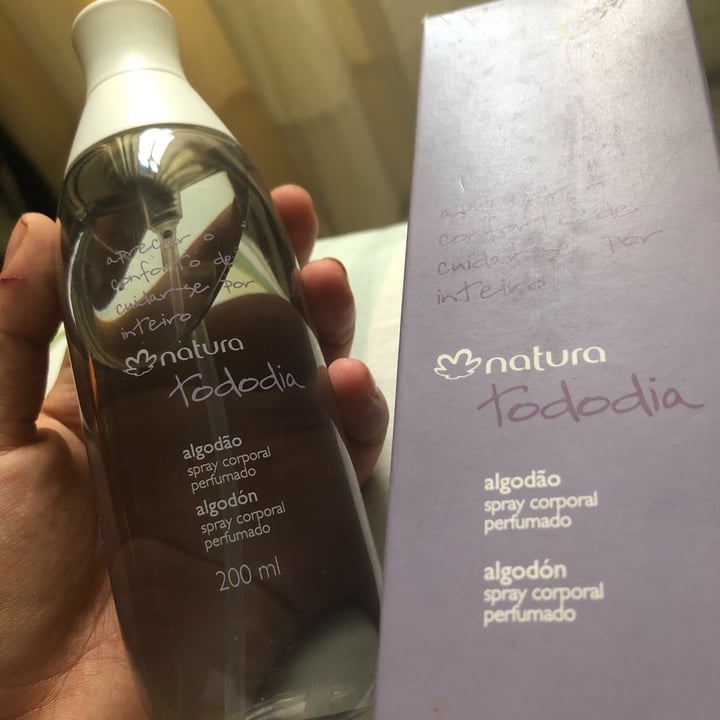 apreciar o
conforto de
cuidar-se por
inteiro
natura
tododia
algodão
spray corporal
perfumado
algodón
spray corporal
perfumado
200 ml
apreciar o
conforto de
cuidar-se por
inteiro
natura
tododia
algodão
spray corporal
perfumado
algodón
spray corporal
perfumado